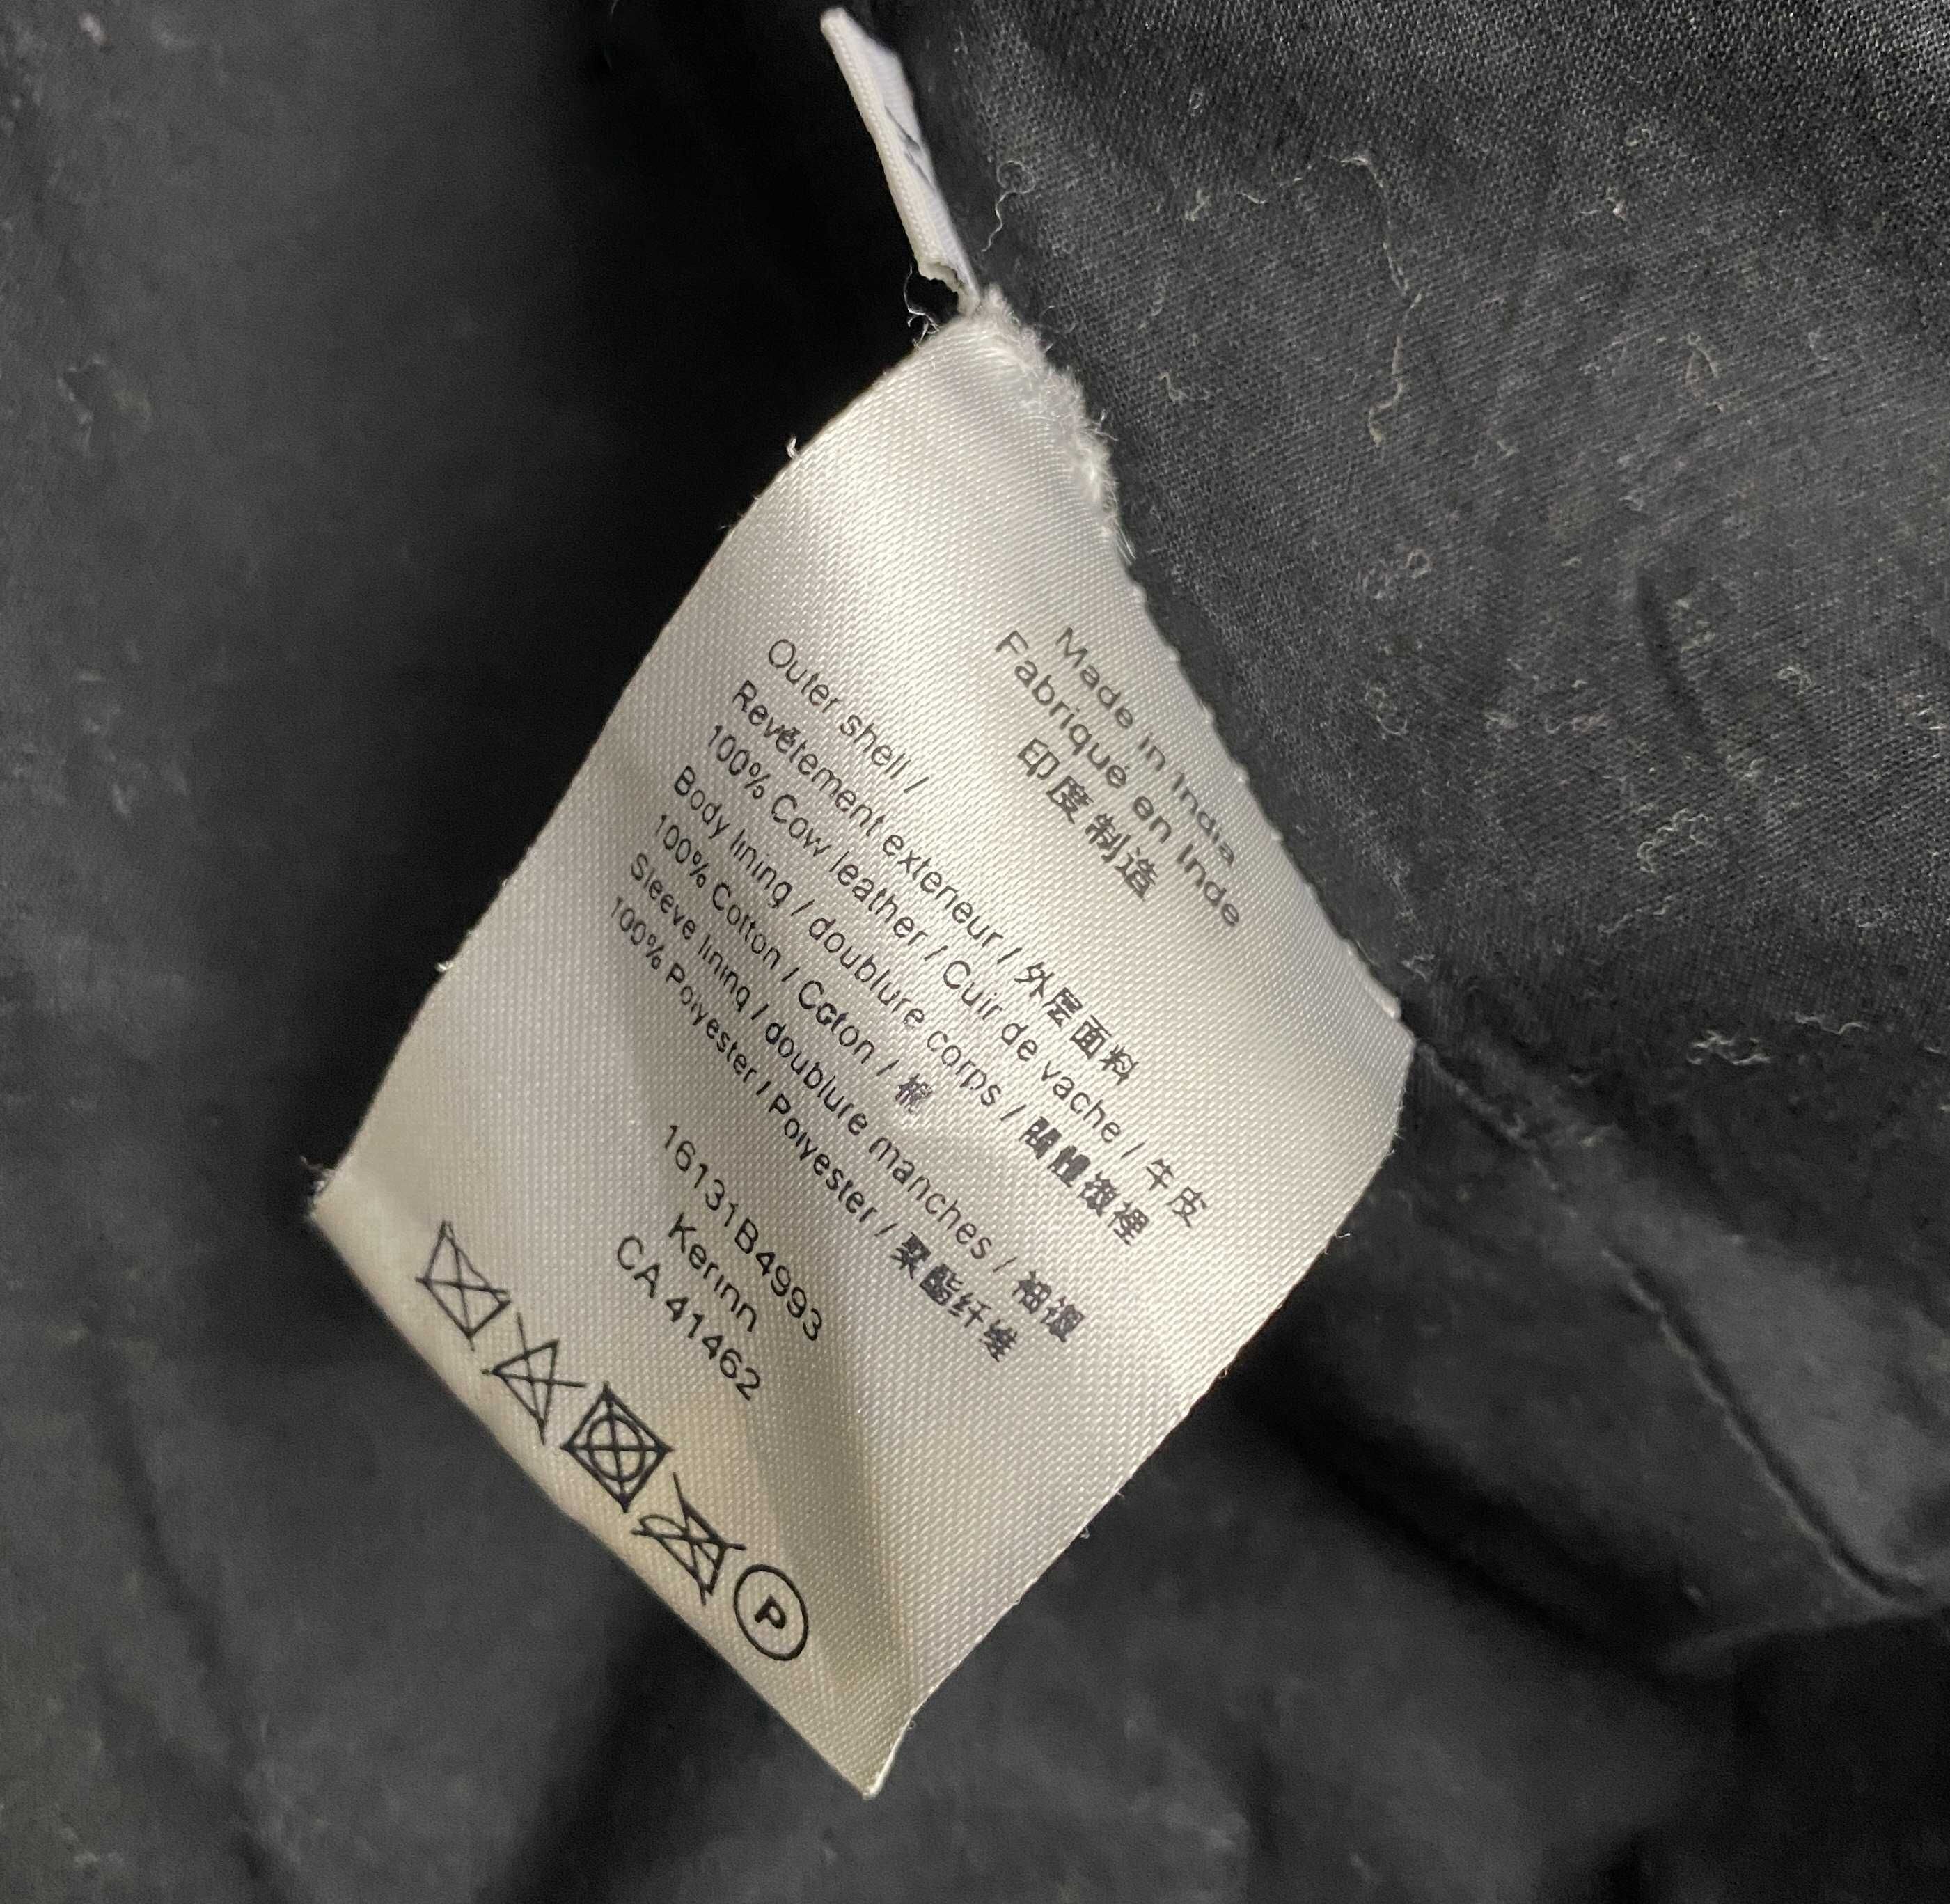 Made in India
Fabriqué en Inde
印度制造
Outer shell /
Revêtement exterieur / 外层面料
100% Cow leather / Cuir de vache / 牛皮
Body lining / doublure corps /
100% Cotton / Coton / 棉
Sleeve lining / doublure manches /
100% Polyester / Polyester / 聚酯纤维
16131B4993
Kerinn
CA 41462
P